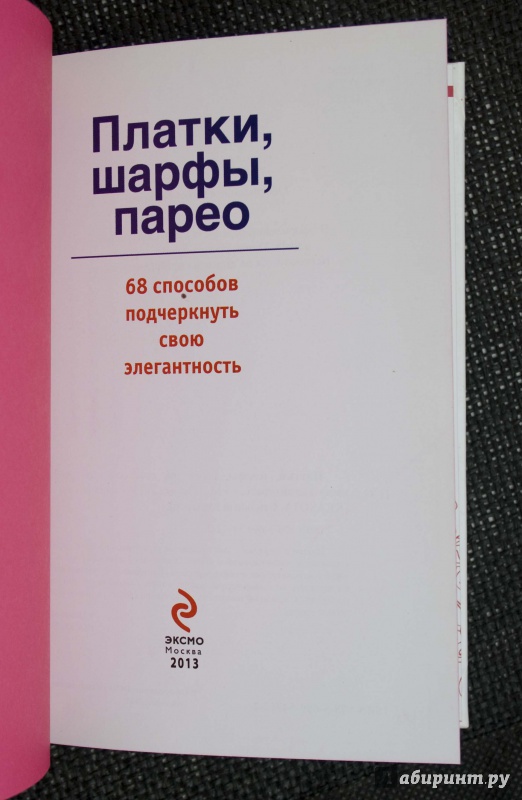 Платки,
шарфы,
парео
68 способов
подчеркнуть
свою
элегантность
ЭКСМО
Москва
2013
абиринт.ру